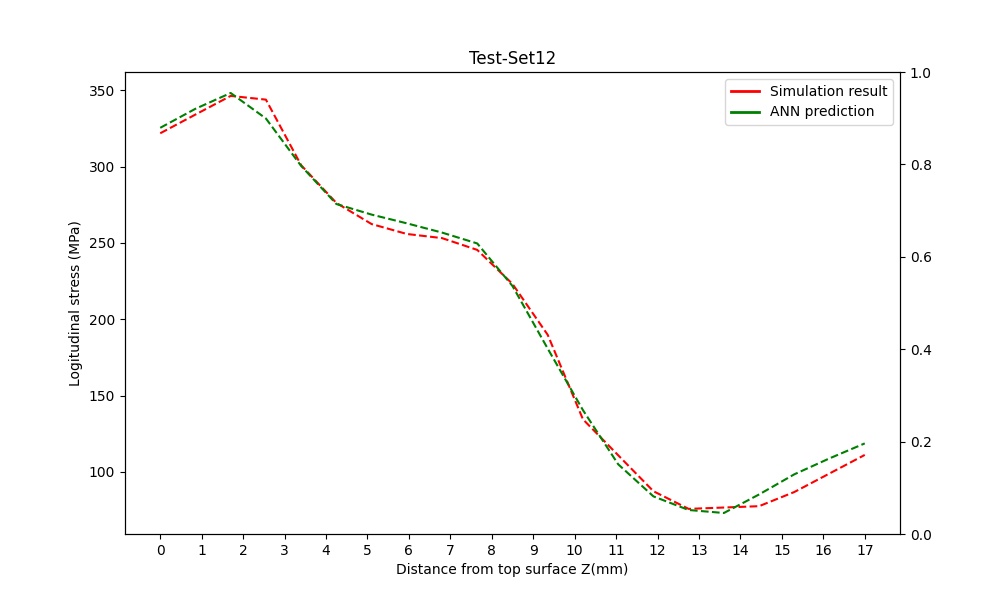 Test-Set12
Simulation result
ANN prediction
350
300
250
200
150
100
Logitudinal stress (MPa)
1.0
0.8
0.6
0.4
0.2
0.0
0 1 2 3 4 5 6 7 8 9 10 11 12 13 14 15 16 17
Distance from top surface Z(mm)